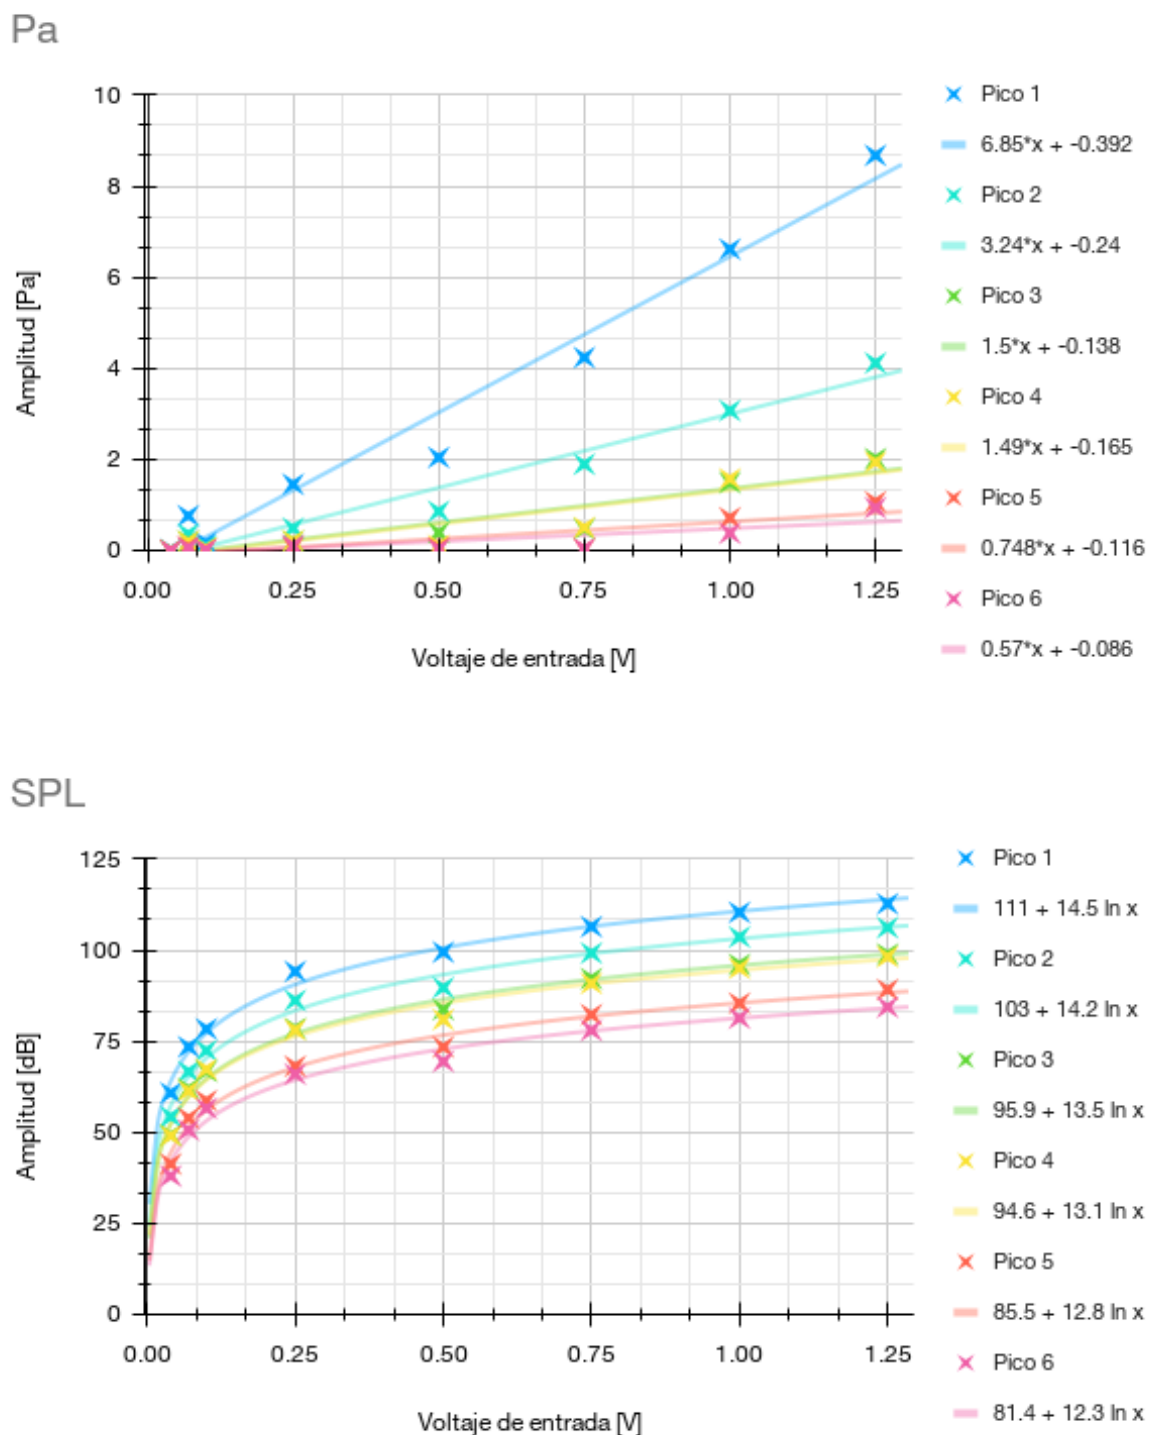 Pa
10
8
6
4
2
0
Amplitud [Pa]
0.00 0.25 0.50 0.75 1.00 1.25
Voltaje de entrada [V]
Pico 1
6.85*x + -0.392
Pico 2
3.24*x + -0.24
Pico 3
1.5*x + -0.138
Pico 4
1.49*x + -0.165
Pico 5
0.748*x + -0.116
Pico 6
0.57*x + -0.086
SPL
125
100
75
50
25
0
Amplitud [dB]
0.00 0.25 0.50 0.75 1.00 1.25
Voltaje de entrada [V]
Pico 1
111 + 14.5 ln x
Pico 2
103 + 14.2 ln x
Pico 3
95.9 + 13.5 ln x
Pico 4
94.6 + 13.1 ln x
Pico 5
85.5 + 12.8 ln x
Pico 6
81.4 + 12.3 ln x